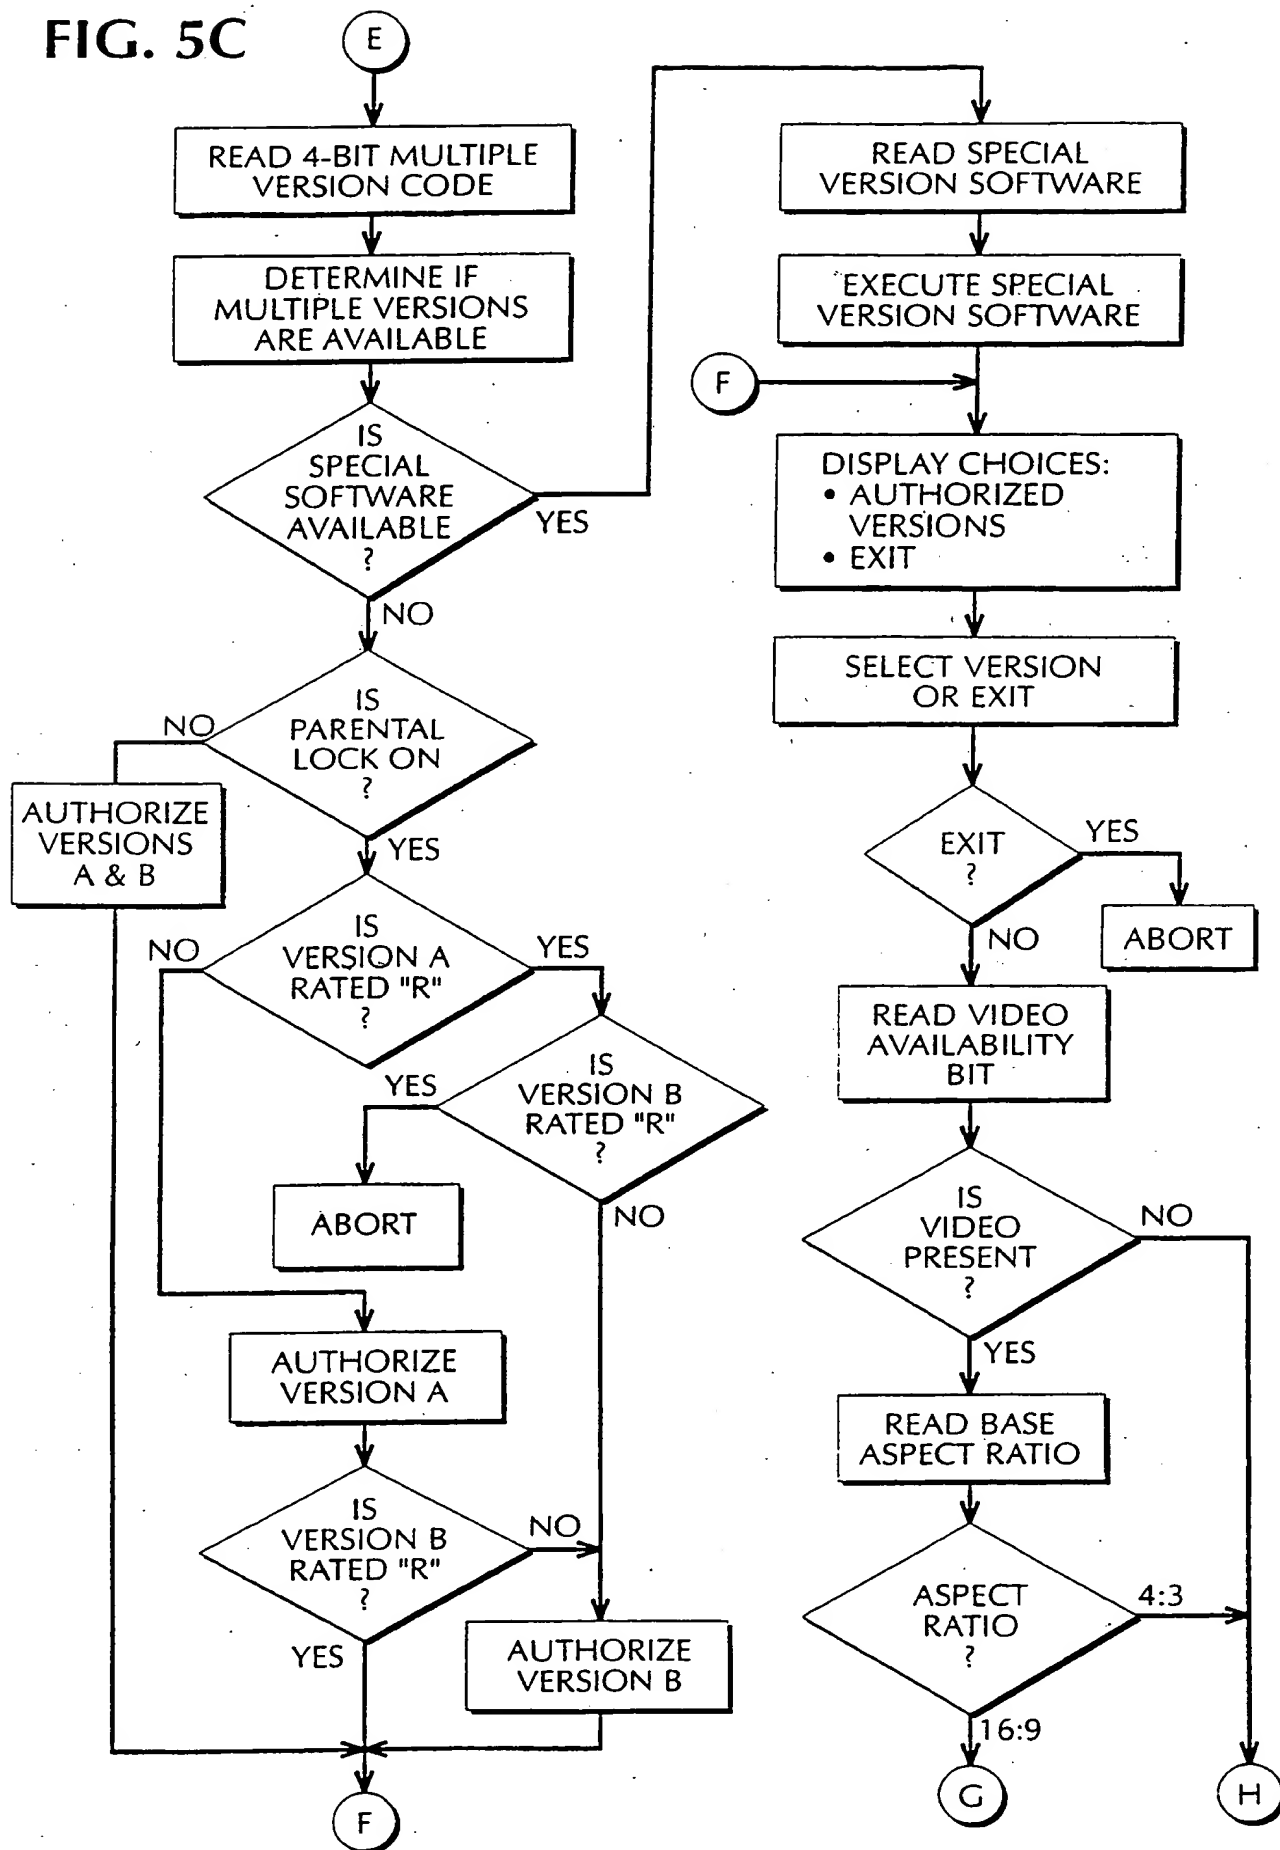 FIG. 5C
E
READ 4-BIT MULTIPLE
VERSION CODE
DETERMINE IF
MULTIPLE VERSIONS
ARE AVAILABLE
IS
SPECIAL
SOFTWARE
AVAILABLE
?
YES
NO
IS
PARENTAL
LOCK ON
?
NO
YES
AUTHORIZE
VERSIONS
A & B
IS
VERSION A
RATED "R"
?
NO
YES
IS
VERSION B
RATED "R"
?
YES
NO
ABORT
AUTHORIZE
VERSION A
IS
VERSION B
RATED "R"
?
NO
YES
AUTHORIZE
VERSION B
F
READ SPECIAL
VERSION SOFTWARE
EXECUTE SPECIAL
VERSION SOFTWARE
F
DISPLAY CHOICES:
• AUTHORIZED
VERSIONS
• EXIT
SELECT VERSION
OR EXIT
EXIT
?
YES
NO
ABORT
READ VIDEO
AVAILABILITY
BIT
IS
VIDEO
PRESENT
?
NO
YES
READ BASE
ASPECT RATIO
ASPECT
RATIO
?
4:3
16:9
G
H